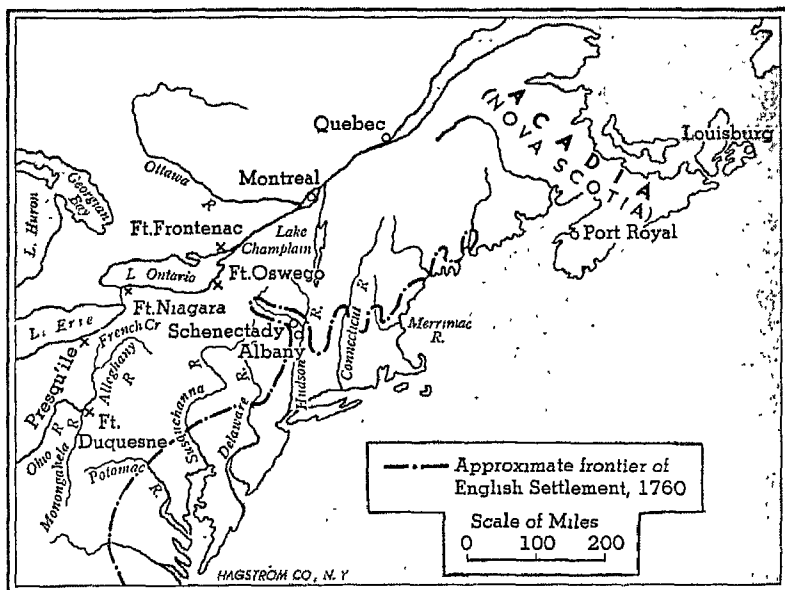 Quebec
ACADIA
(NOVA SCOTIA)
Louisburg
Ottawa R
Montreal
Georgian
Bay
L. Huron
Ft. Frontenac
Lake
Champlain
Port Royal
L Ontario
Ft. Oswego
Ft. Niagara
L. Erie
French Cr
Schenectady
Albany
R.
Connecticut R
Merrimac
R.
Presqu'ile
Alleghany
R.
Hudson
Ft.
Duquesne
Ohio R
Monongahela R
Susquehanna R
Delaware R.
Potomac
R.
Approximate frontier of
English Settlement, 1760
Scale of Miles
0 100 200
HAGSTROM CO., N. Y